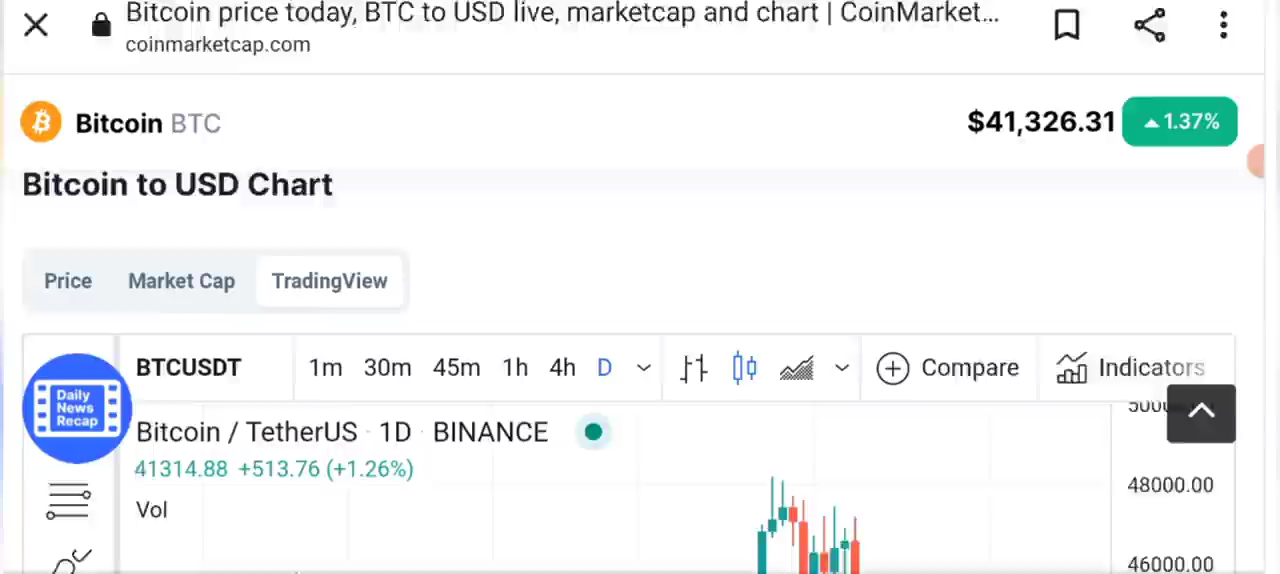 Bitcoin price today, BTC to USD live, marketcap and chart | CoinMarket...
coinmarketcap.com
Bitcoin BTC
$41,326.31 ▲1.37%
Bitcoin to USD Chart
Price Market Cap TradingView
BTCUSDT 1m 30m 45m 1h 4h D Compare Indicators
Daily
News
Recap
Bitcoin / TetherUS · 1D · BINANCE
41314.88 +513.76 (+1.26%)
Vol
48000.00
46000.00